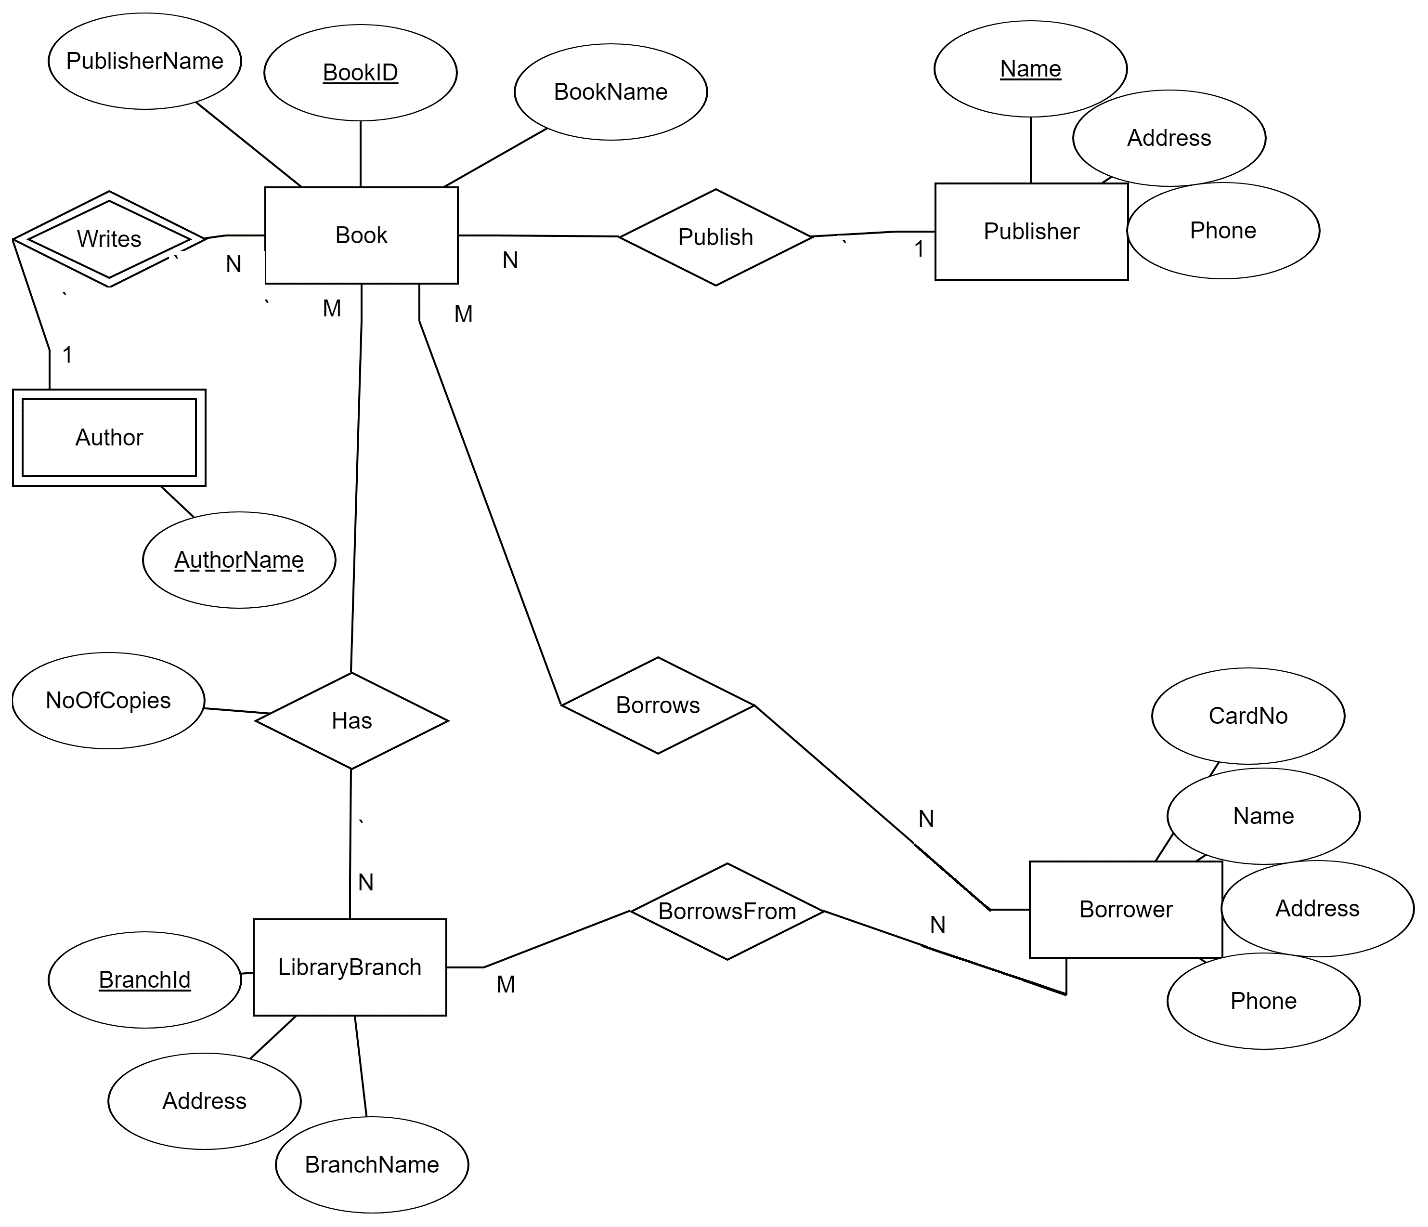 PublisherName
BookID
BookName
Name
Address
Writes
Book
Publish
Publisher
Phone
N
N
1
M
M
1
Author
AuthorName
NoOfCopies
Has
Borrows
CardNo
Name
N
N
BorrowsFrom
N
Borrower
Address
BranchId
LibraryBranch
M
Phone
Address
BranchName